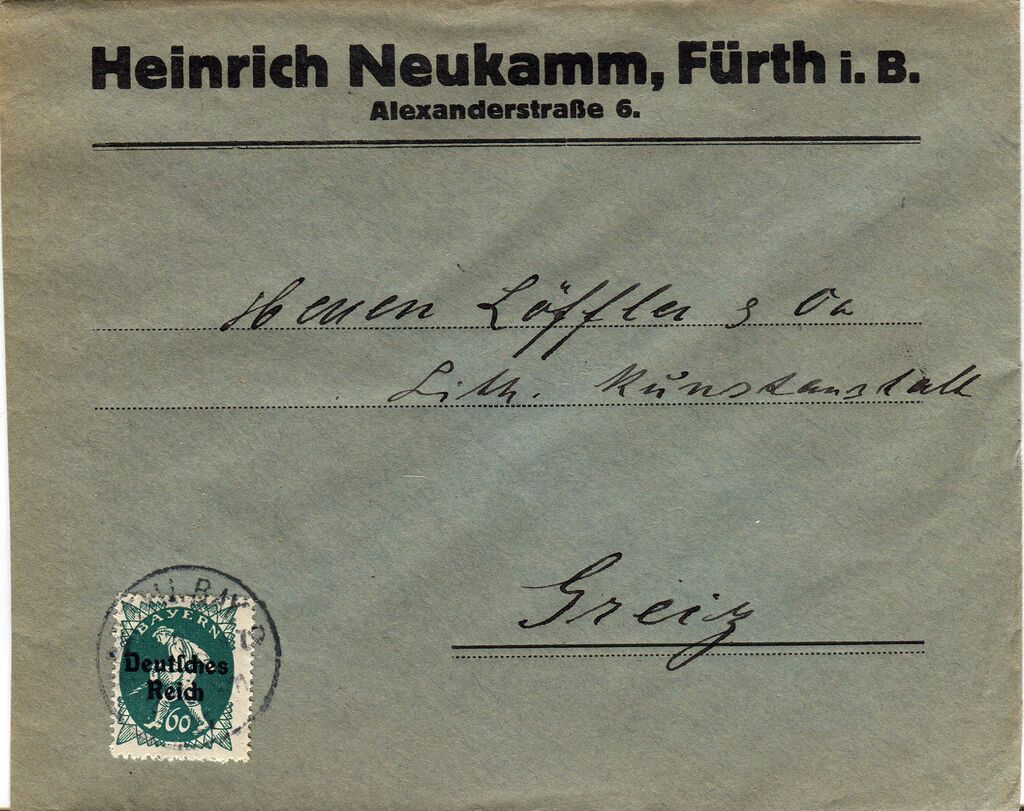 Heinrich Neukamm, Fürth i. B.
Alexanderstraße 6.
Herren Löffler & Co
Lith. Kunstanstalt
Greiz
BAYERN
Deutsches
Reich
60